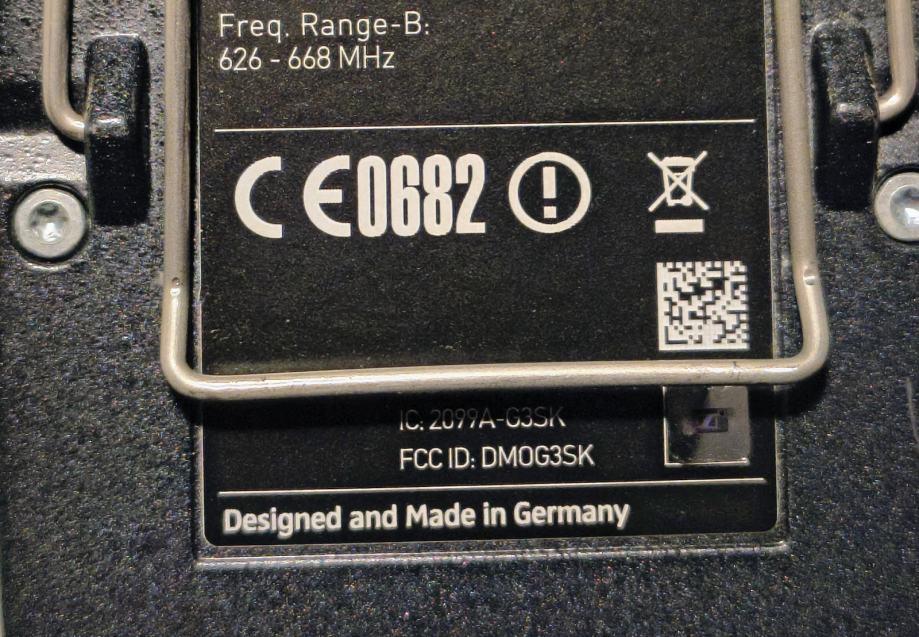 Freq. Range-B:
626 - 668 MHz
CE0682
IC: 2099A-G3SK
FCC ID: DMOG3SK
Designed and Made in Germany